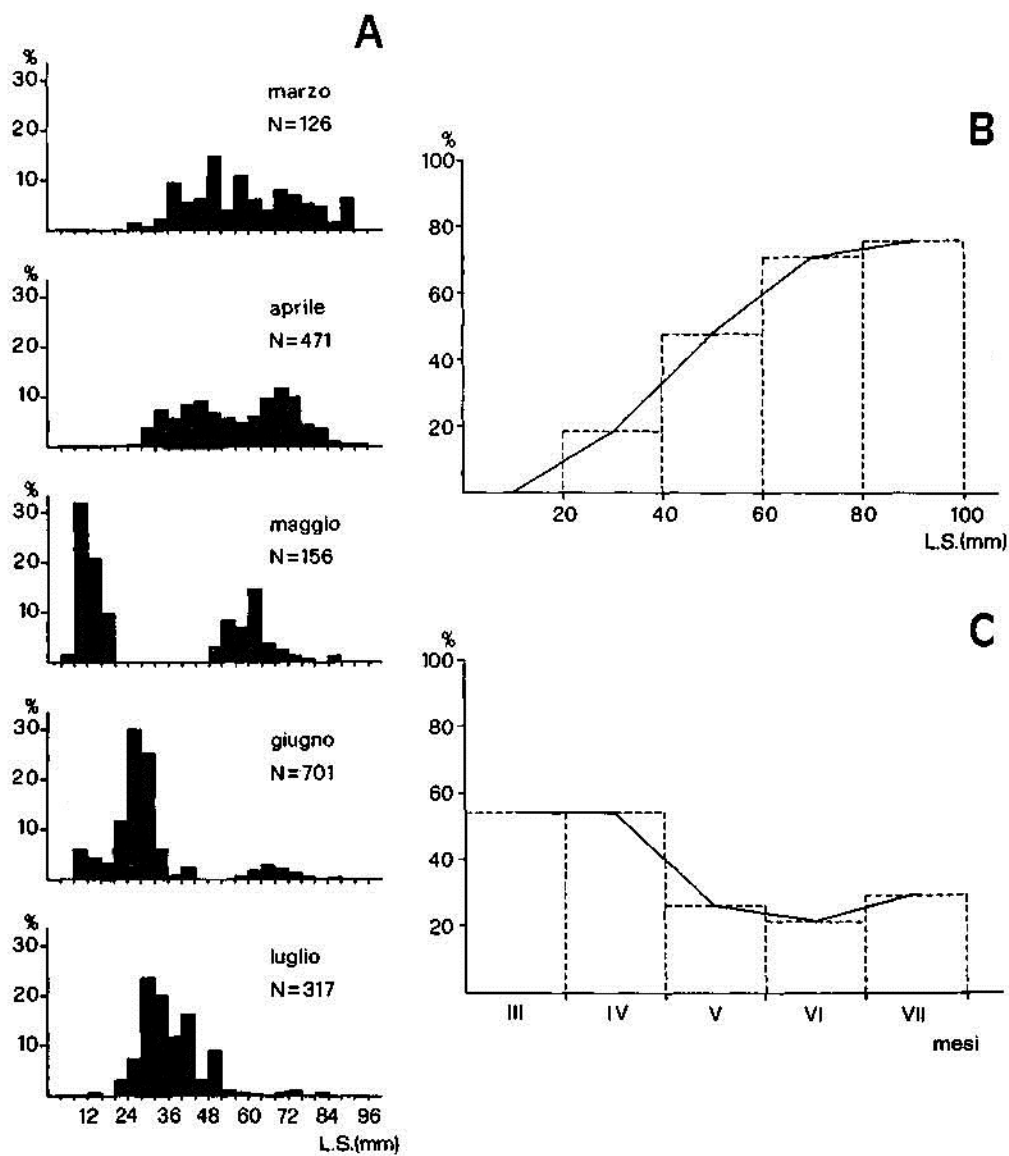 A
%
30
20
10
marzo
N=126
%
30
20
10
aprile
N=471
%
30
20
10
maggio
N=156
%
30
20
10
giugno
N=701
%
30
20
10
luglio
N=317
12 24 36 48 60 72 84 96
L.S.(mm)
B
%
100
80
60
40
20
20 40 60 80 100
L.S.(mm)
C
%
100
80
60
40
20
III IV V VI VII
mesi